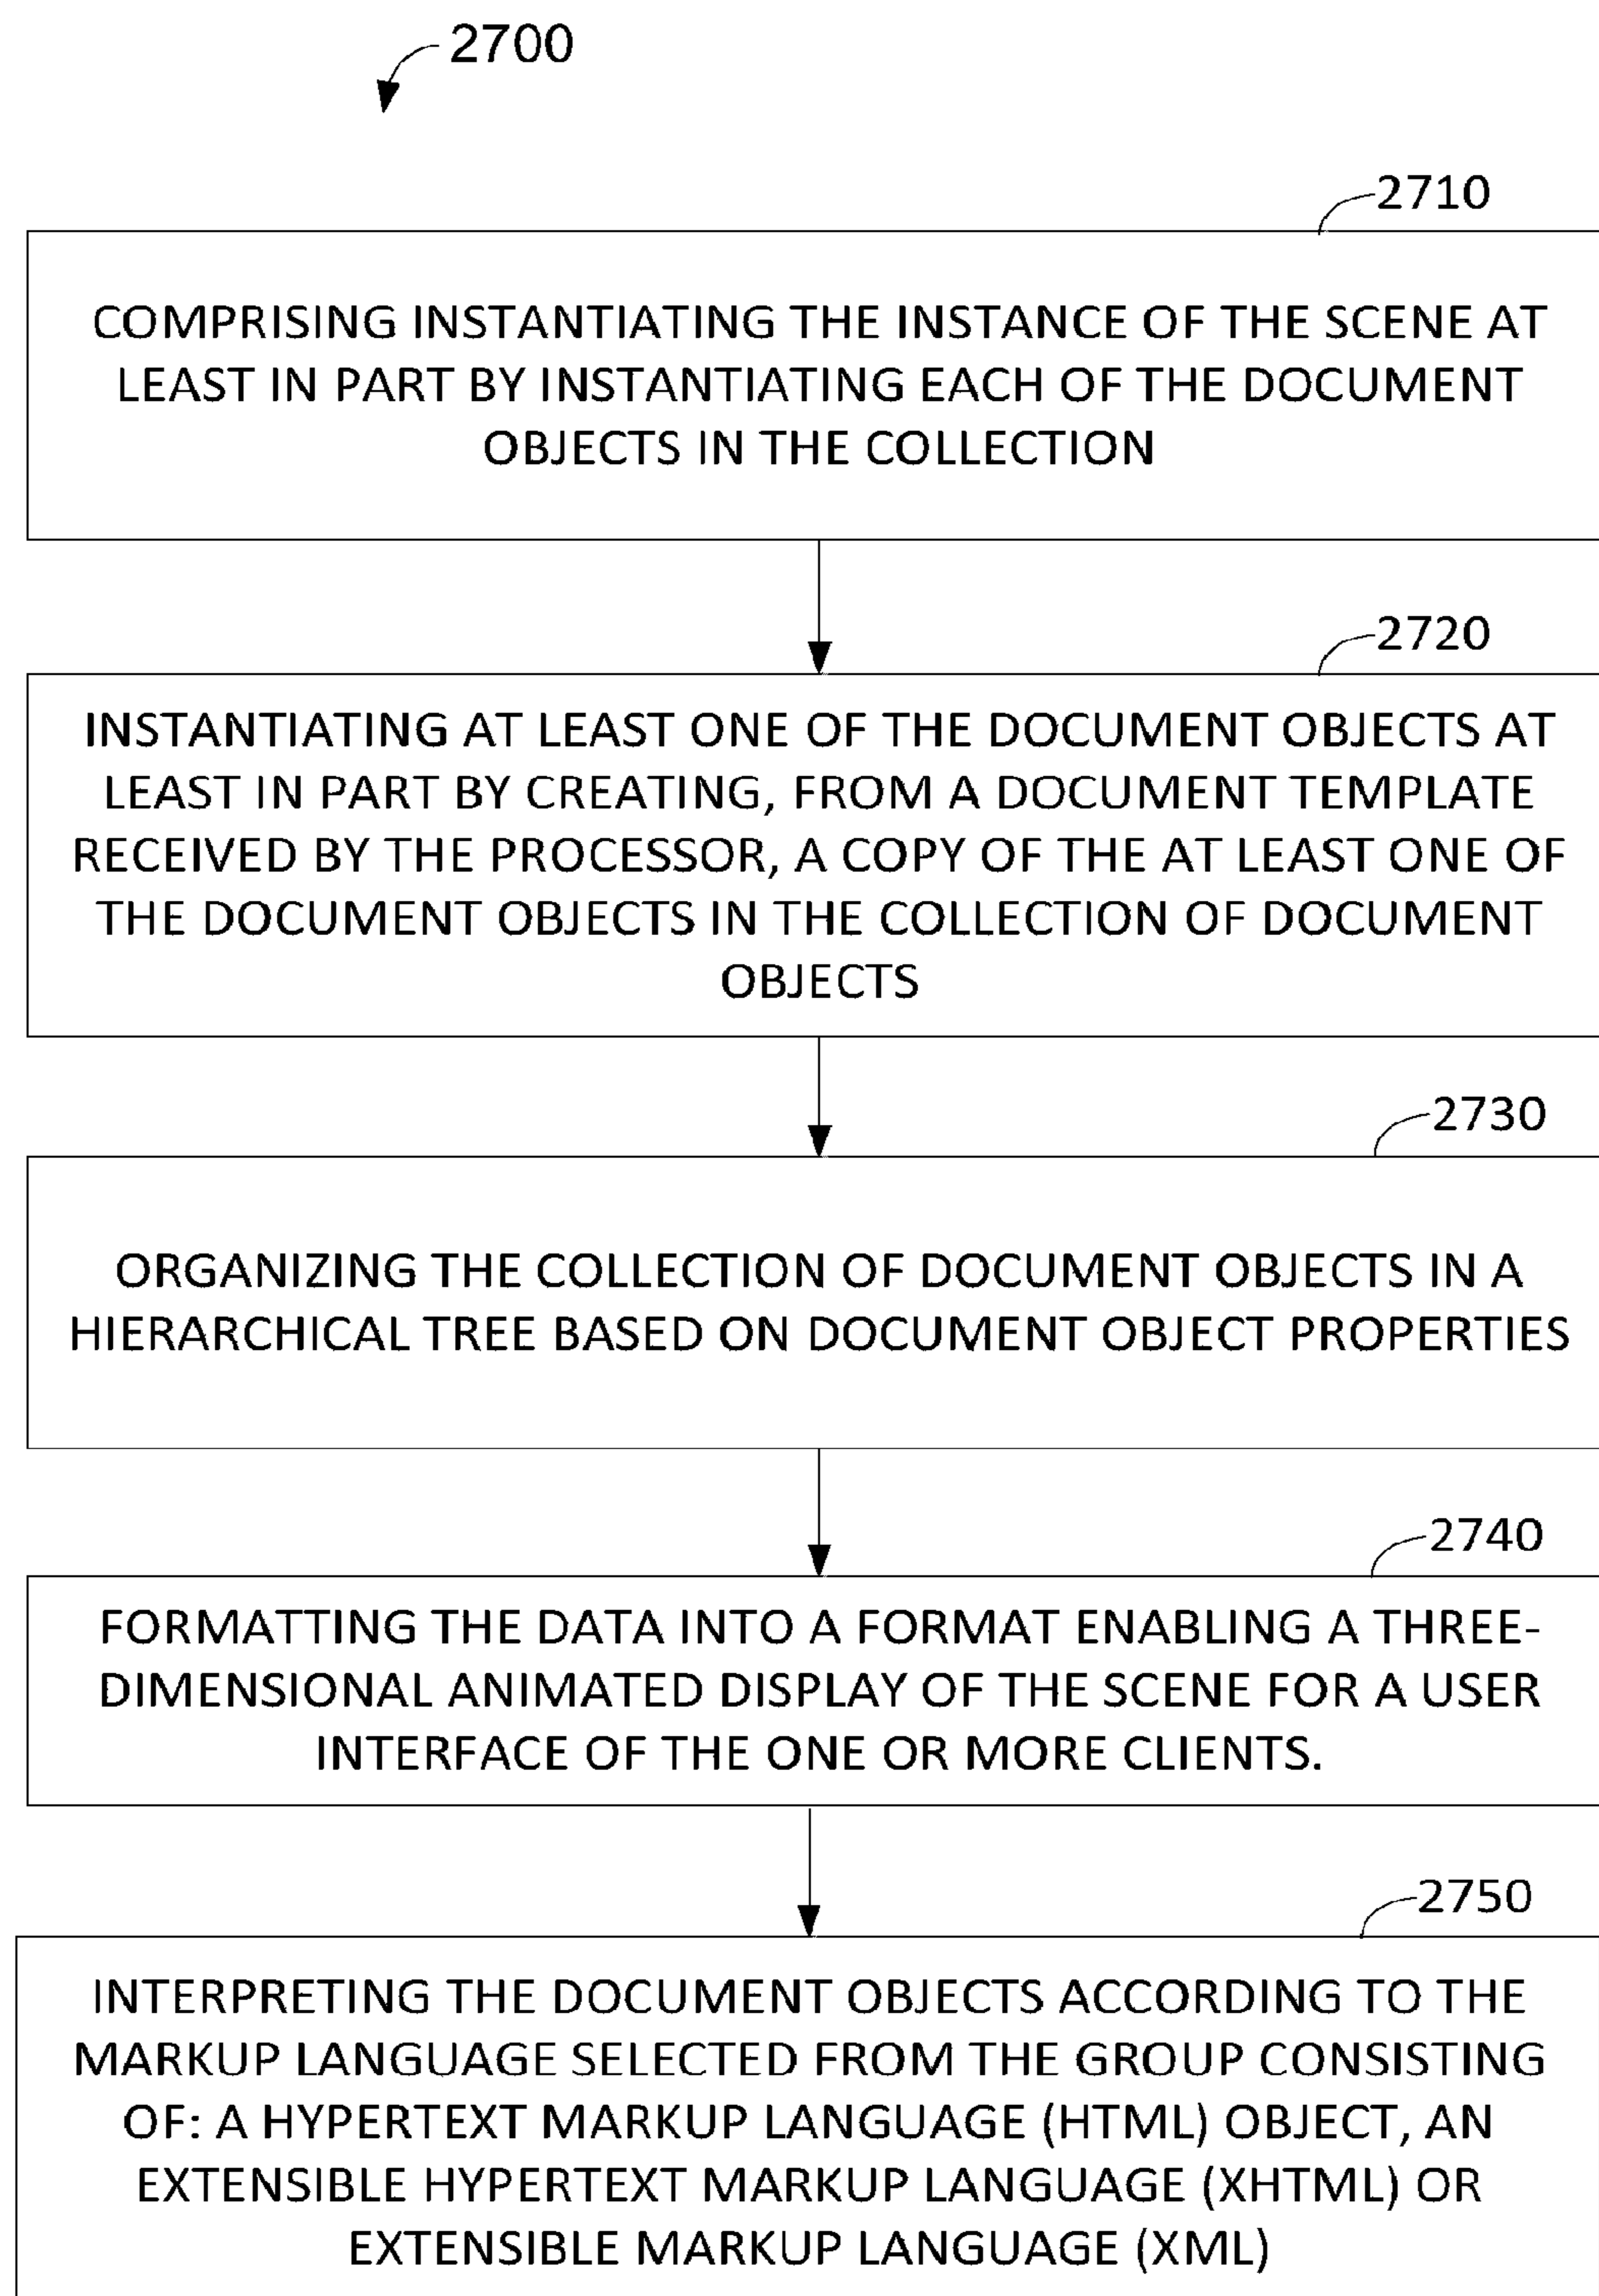 2700
2710
COMPRISING INSTANTIATING THE INSTANCE OF THE SCENE AT
LEAST IN PART BY INSTANTIATING EACH OF THE DOCUMENT
OBJECTS IN THE COLLECTION
2720
INSTANTIATING AT LEAST ONE OF THE DOCUMENT OBJECTS AT
LEAST IN PART BY CREATING, FROM A DOCUMENT TEMPLATE
RECEIVED BY THE PROCESSOR, A COPY OF THE AT LEAST ONE OF
THE DOCUMENT OBJECTS IN THE COLLECTION OF DOCUMENT
OBJECTS
2730
ORGANIZING THE COLLECTION OF DOCUMENT OBJECTS IN A
HIERARCHICAL TREE BASED ON DOCUMENT OBJECT PROPERTIES
2740
FORMATTING THE DATA INTO A FORMAT ENABLING A THREE-
DIMENSIONAL ANIMATED DISPLAY OF THE SCENE FOR A USER
INTERFACE OF THE ONE OR MORE CLIENTS.
2750
INTERPRETING THE DOCUMENT OBJECTS ACCORDING TO THE
MARKUP LANGUAGE SELECTED FROM THE GROUP CONSISTING
OF: A HYPERTEXT MARKUP LANGUAGE (HTML) OBJECT, AN
EXTENSIBLE HYPERTEXT MARKUP LANGUAGE (XHTML) OR
EXTENSIBLE MARKUP LANGUAGE (XML)